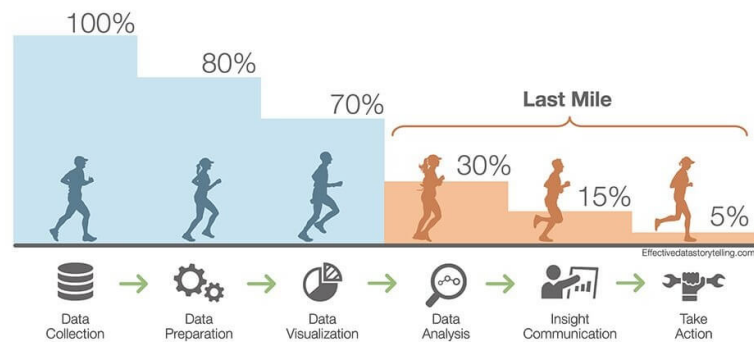 100%
80%
70%
Last Mile
30%
15%
5%
Effectivedatastorytelling.com
Data
Collection
Data
Preparation
Data
Visualization
Data
Analysis
Insight
Communication
Take
Action